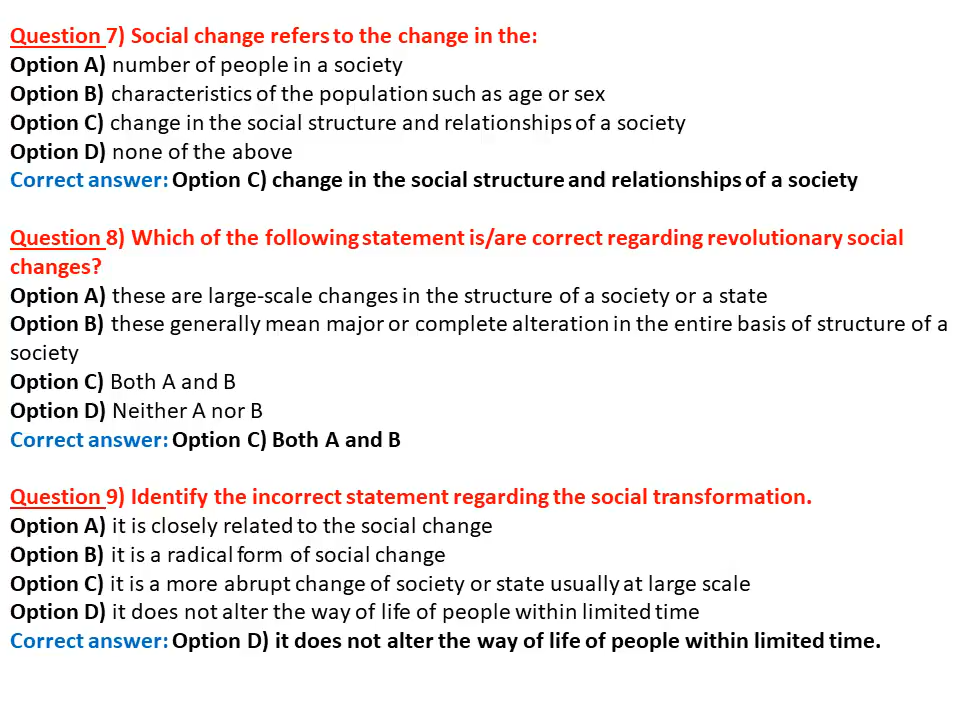 Question 7) Social change refers to the change in the:
Option A) number of people in a society
Option B) characteristics of the population such as age or sex
Option C) change in the social structure and relationships of a society
Option D) none of the above
Correct answer: Option C) change in the social structure and relationships of a society
Question 8) Which of the following statement is/are correct regarding revolutionary social
changes?
Option A) these are large-scale changes in the structure of a society or a state
Option B) these generally mean major or complete alteration in the entire basis of structure of a
society
Option C) Both A and B
Option D) Neither A nor B
Correct answer: Option C) Both A and B
Question 9) Identify the incorrect statement regarding the social transformation.
Option A) it is closely related to the social change
Option B) it is a radical form of social change
Option C) it is a more abrupt change of society or state usually at large scale
Option D) it does not alter the way of life of people within limited time
Correct answer: Option D) it does not alter the way of life of people within limited time.